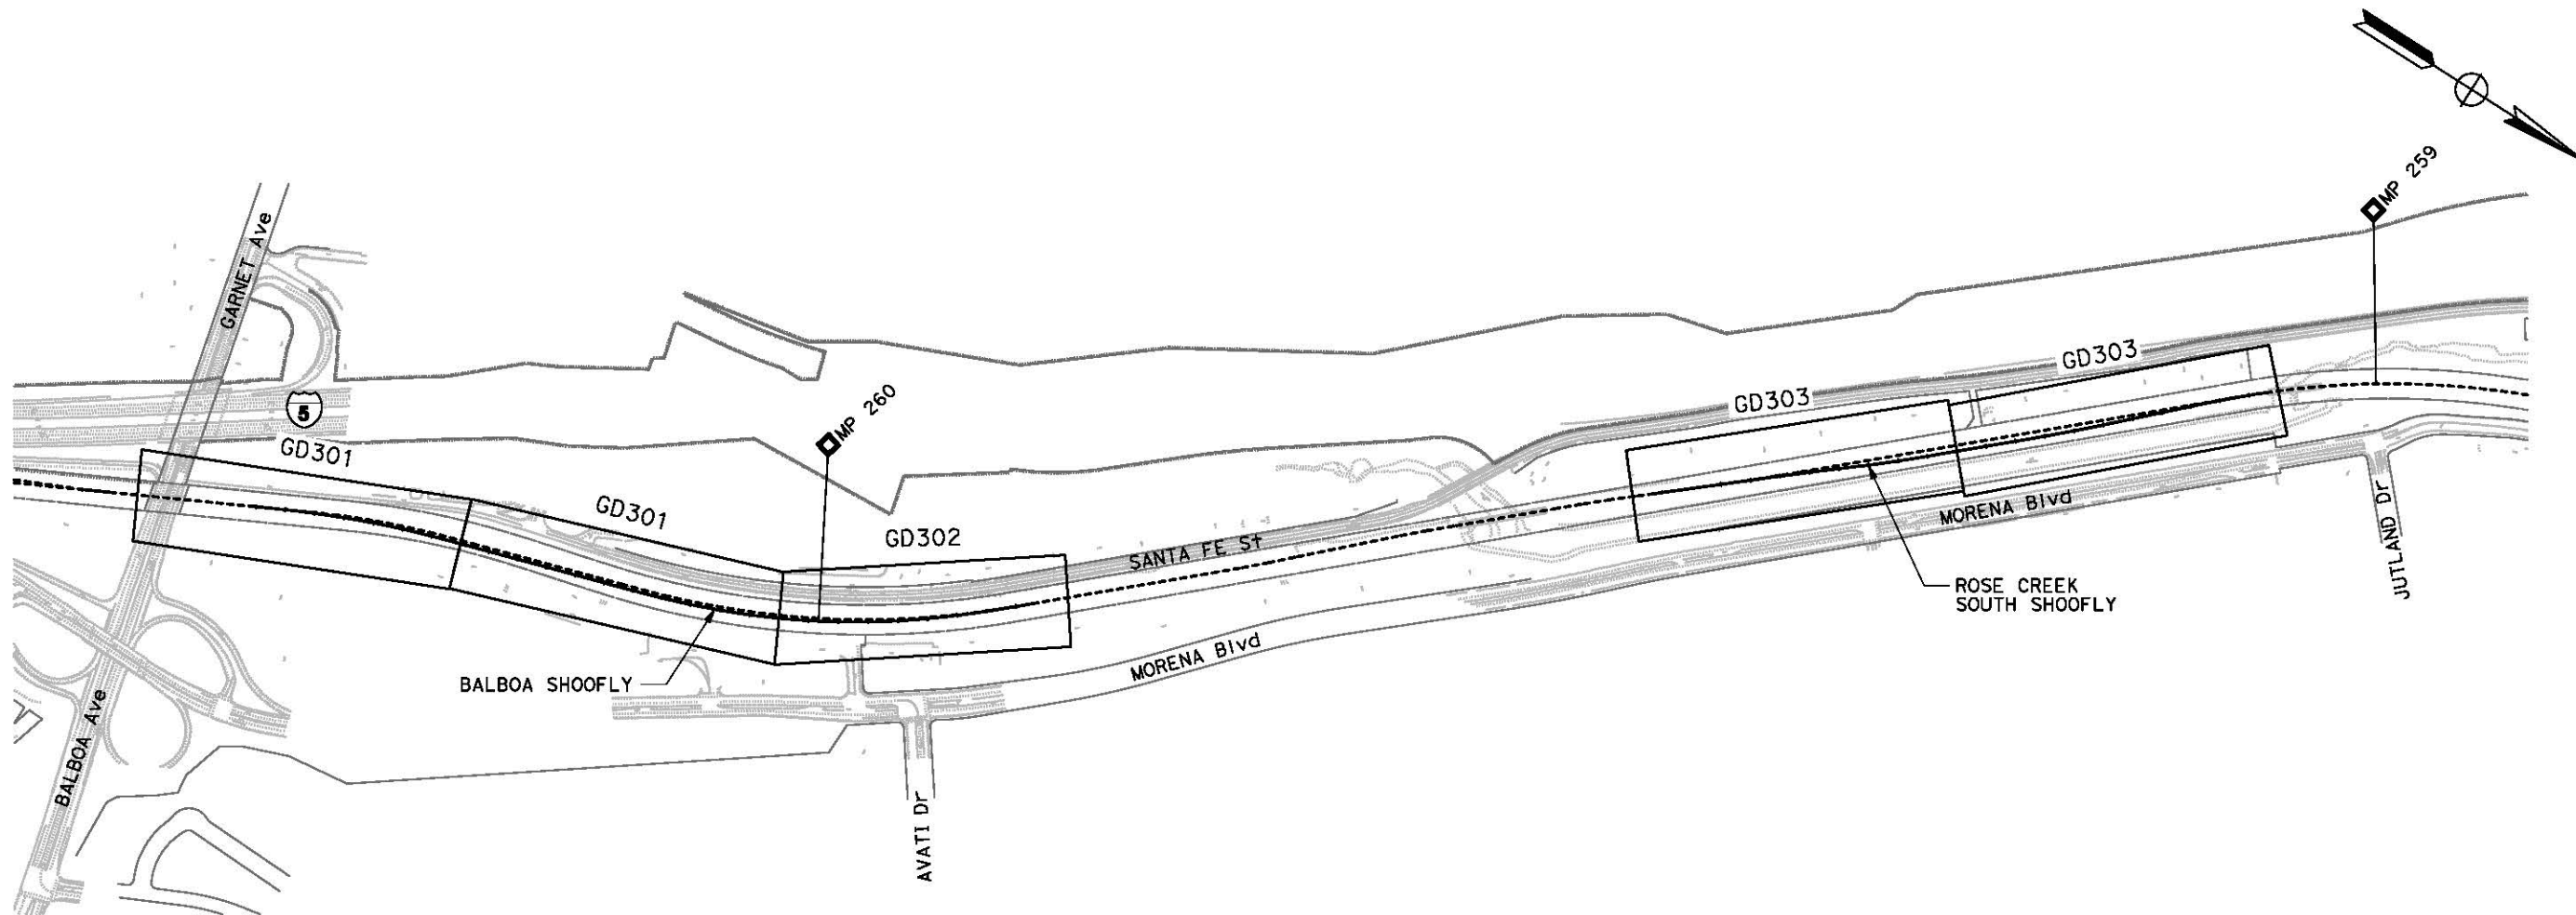 MP 259
GARNET Ave
5
GD303
GD303
MP 260
GD301
GD301
GD302
SANTA FE St
MORENA Blvd
JUTLAND Dr
ROSE CREEK
SOUTH SHOOFLY
MORENA Blvd
BALBOA SHOOFLY
BALBOA Ave
AVATI Dr